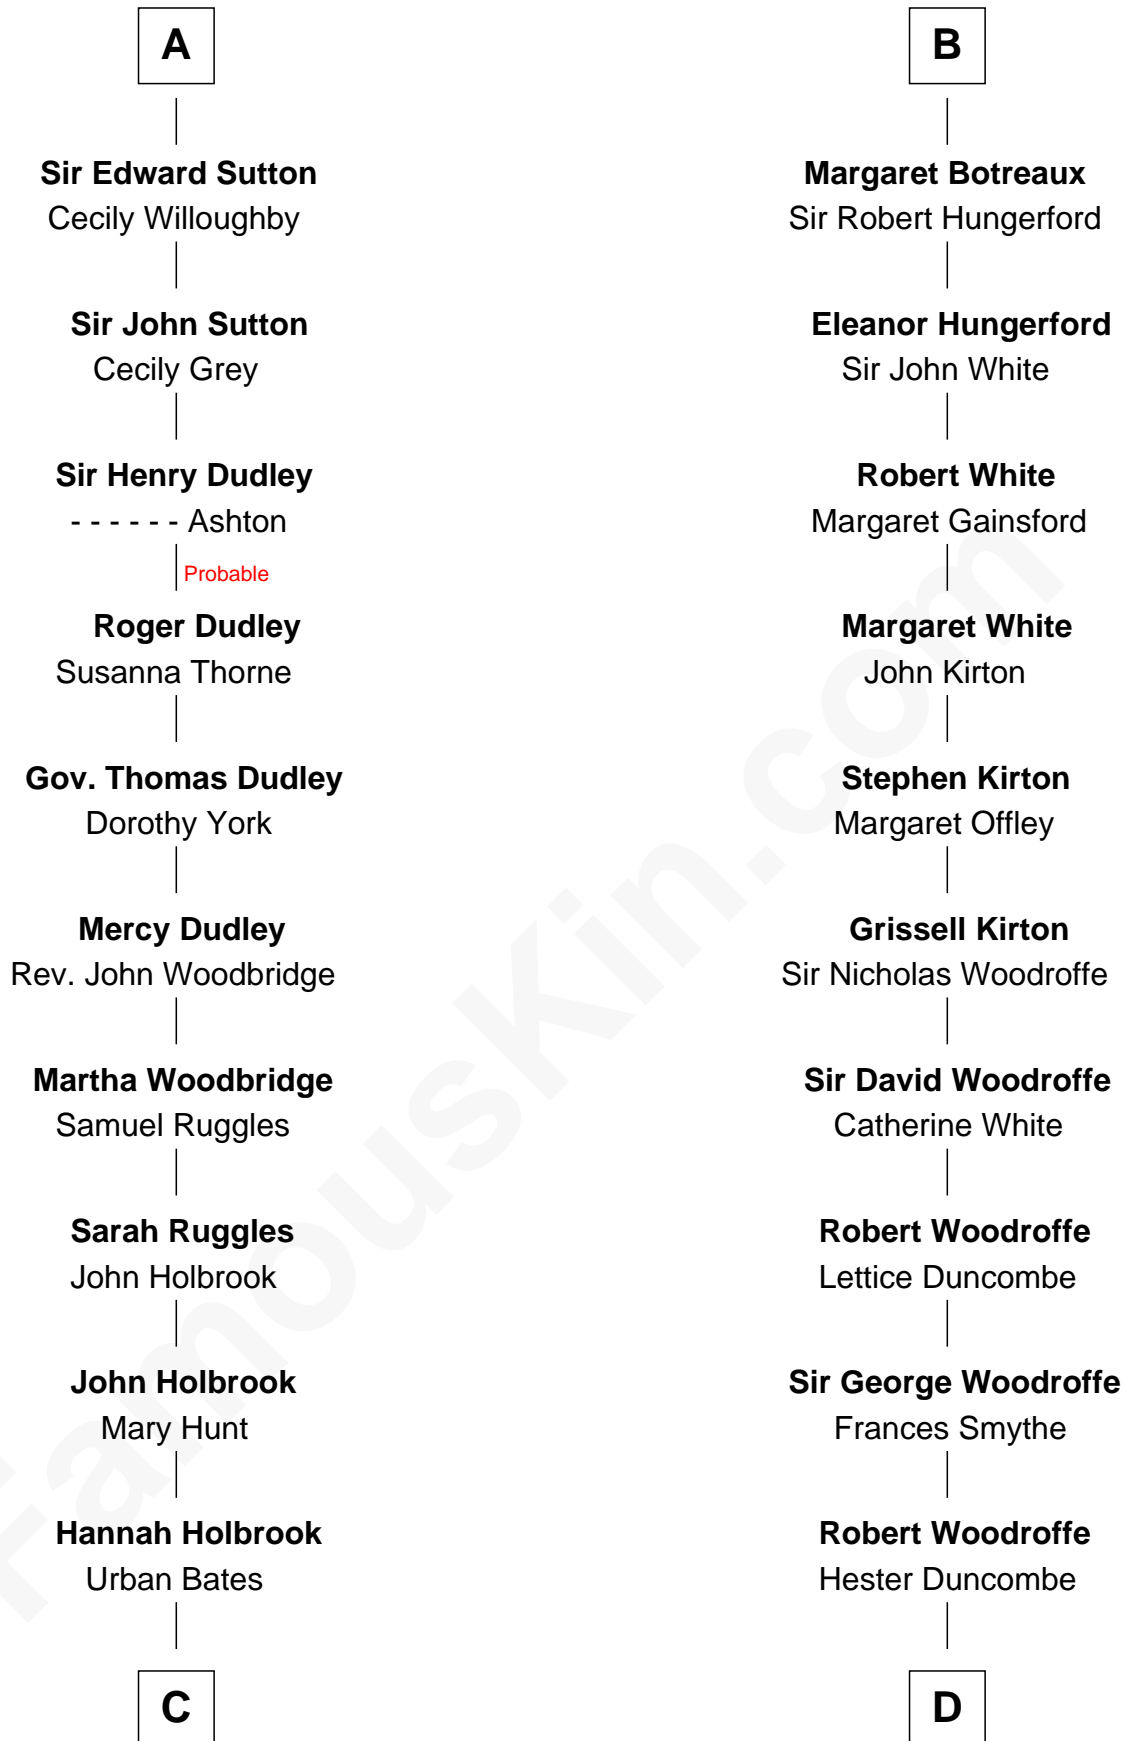 A
Sir Edward Sutton
Cecily Willoughby
Sir John Sutton
Cecily Grey
Sir Henry Dudley
- - - - - - Ashton
Probable
Roger Dudley
Susanna Thorne
Gov. Thomas Dudley
Dorothy York
Mercy Dudley
Rev. John Woodbridge
Martha Woodbridge
Samuel Ruggles
Sarah Ruggles
John Holbrook
John Holbrook
Mary Hunt
Hannah Holbrook
Urban Bates
C
B
Margaret Botreaux
Sir Robert Hungerford
Eleanor Hungerford
Sir John White
Robert White
Margaret Gainsford
Margaret White
John Kirton
Stephen Kirton
Margaret Offley
Grissell Kirton
Sir Nicholas Woodroffe
Sir David Woodroffe
Catherine White
Robert Woodroffe
Lettice Duncombe
Sir George Woodroffe
Frances Smythe
Robert Woodroffe
Hester Duncombe
D
FamousKin.com